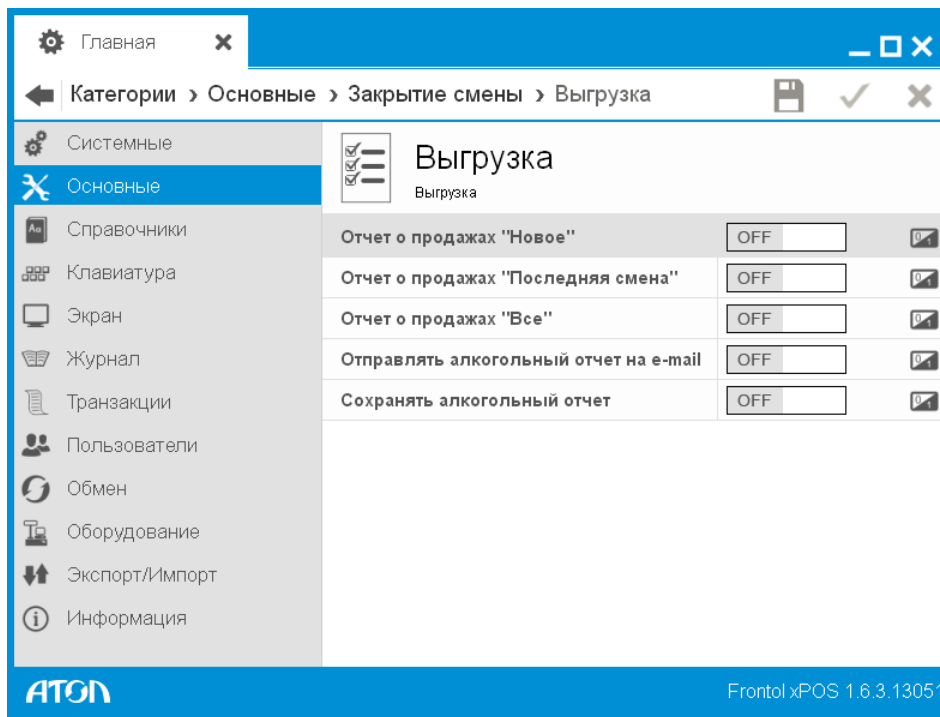 Главная
Категории › Основные › Закрытие смены › Выгрузка
Системные
Основные
Справочники
Клавиатура
Экран
Журнал
Транзакции
Пользователи
Обмен
Оборудование
Экспорт/Импорт
Информация
Выгрузка
Выгрузка
Отчет о продажах "Новое" OFF
Отчет о продажах "Последняя смена" OFF
Отчет о продажах "Все" OFF
Отправлять алкогольный отчет на e-mail OFF
Сохранять алкогольный отчет OFF
ATOL
Frontol xPOS 1.6.3.13051